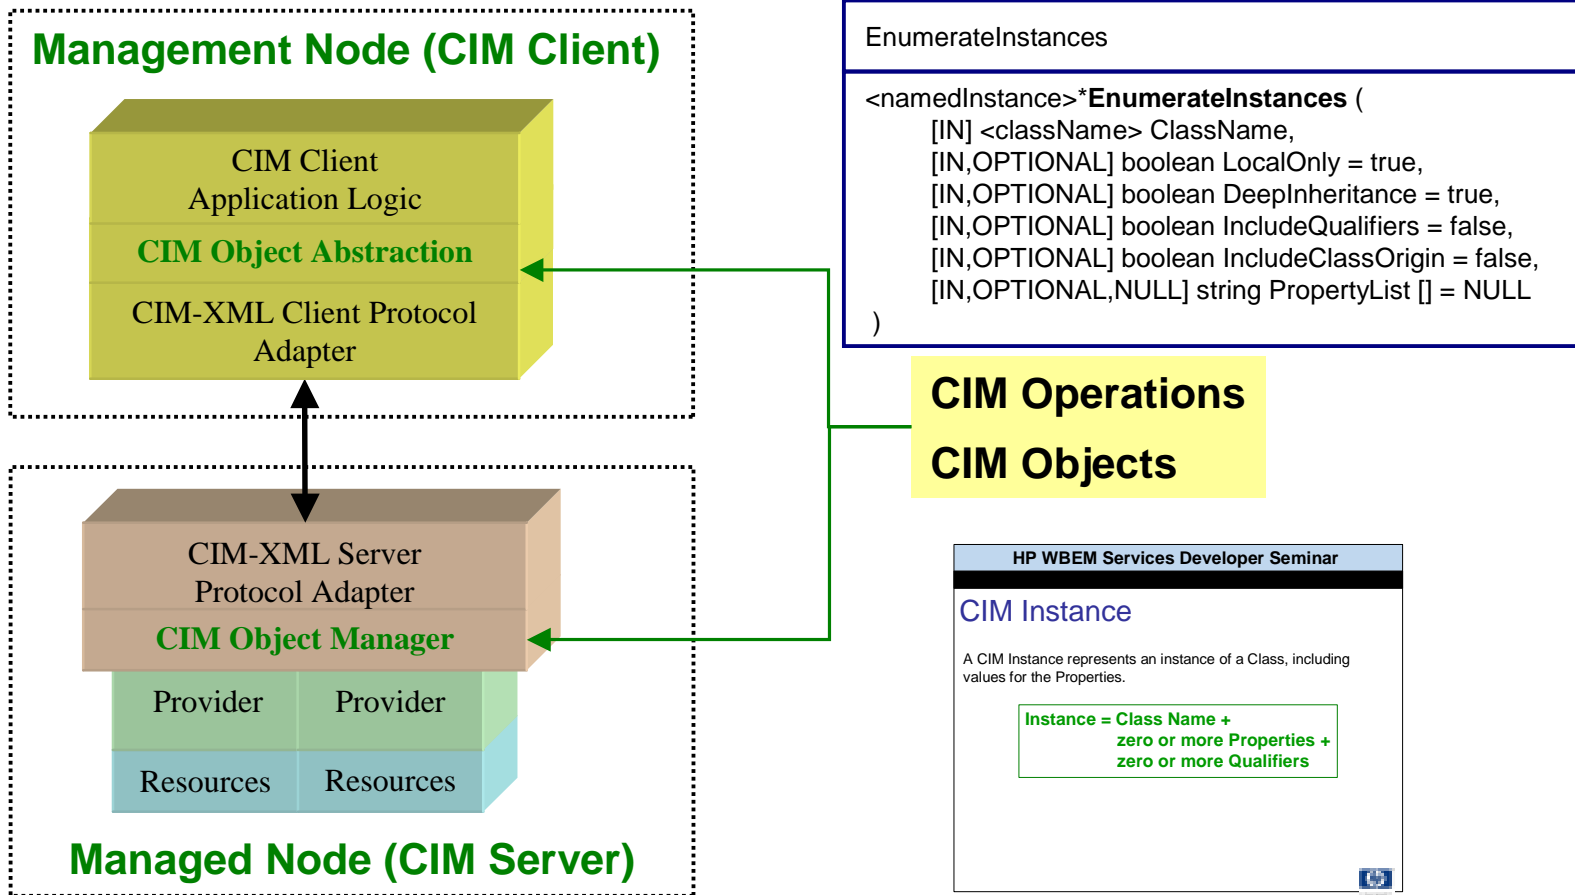 Management Node (CIM Client)
CIM Client
Application Logic
CIM Object Abstraction
CIM-XML Client Protocol
Adapter
CIM-XML Server
Protocol Adapter
CIM Object Manager
Provider Provider
Resources Resources
Managed Node (CIM Server)
EnumerateInstances
<namedInstance>*EnumerateInstances (
[IN] <className> ClassName,
[IN,OPTIONAL] boolean LocalOnly = true,
[IN,OPTIONAL] boolean DeepInheritance = true,
[IN,OPTIONAL] boolean IncludeQualifiers = false,
[IN,OPTIONAL] boolean IncludeClassOrigin = false,
[IN,OPTIONAL,NULL] string PropertyList [] = NULL
)
CIM Operations
CIM Objects
HP WBEM Services Developer Seminar
CIM Instance
A CIM Instance represents an instance of a Class, including
values for the Properties.
Instance = Class Name +
zero or more Properties +
zero or more Qualifiers
hp